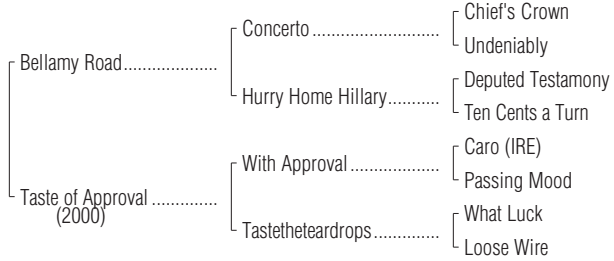 Chief's Crown
Concerto ...........................
Undeniably
Bellamy Road....................
Deputed Testamony
Hurry Home Hillary...........
Ten Cents a Turn
Caro (IRE)
With Approval ...................
Passing Mood
Taste of Approval ..............
(2000)
What Luck
Tastetheteardrops..............
Loose Wire